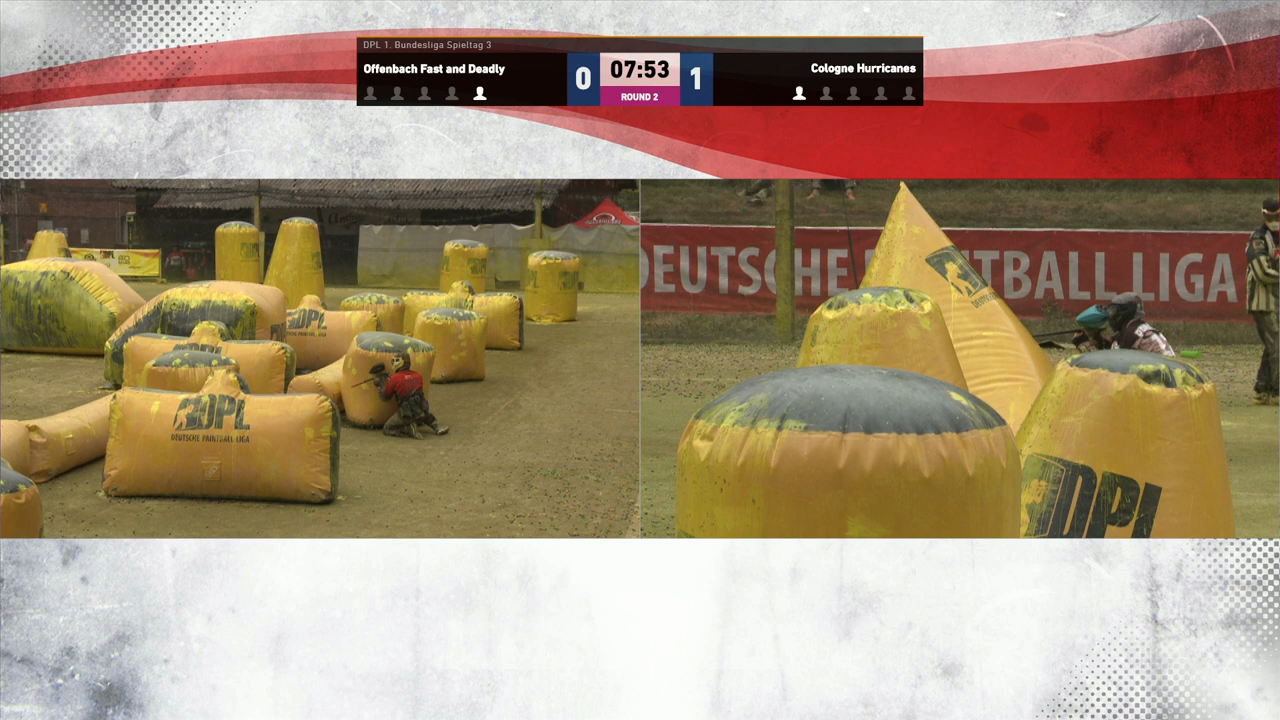 DPL 1. Bundesliga Spieltag 3
Offenbach Fast and Deadly
0
07:53
1
Cologne Hurricanes
ROUND 2
DPL
DPL
DEUTSCHE PAINTBALL LIGA
DEUTSCHE TBALL LIGA
DPL